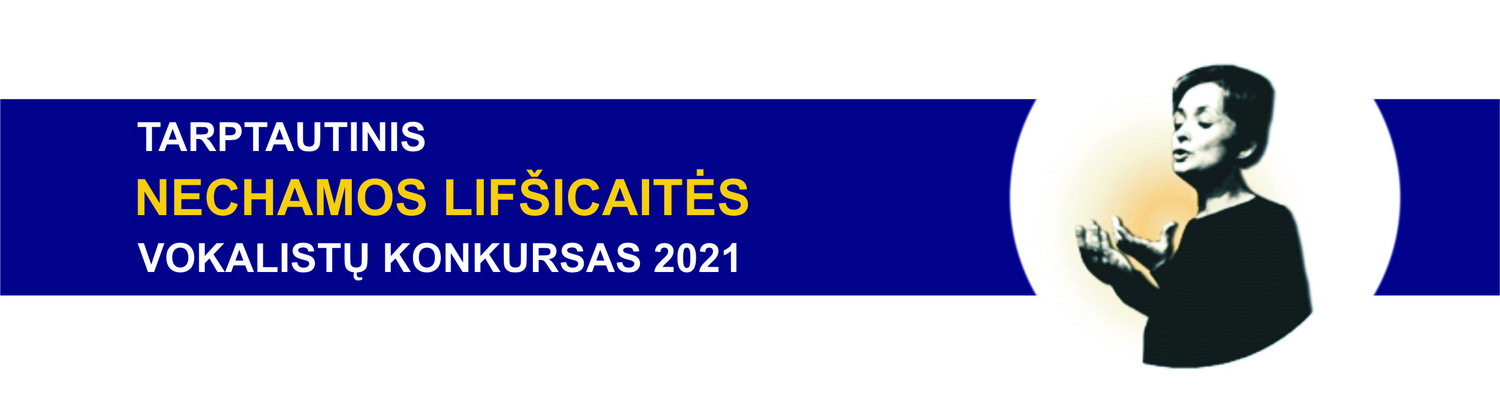 TARPTAUTINIS
NECHAMOS LIFŠICAITĖS
VOKALISTŲ KONKURSAS 2021